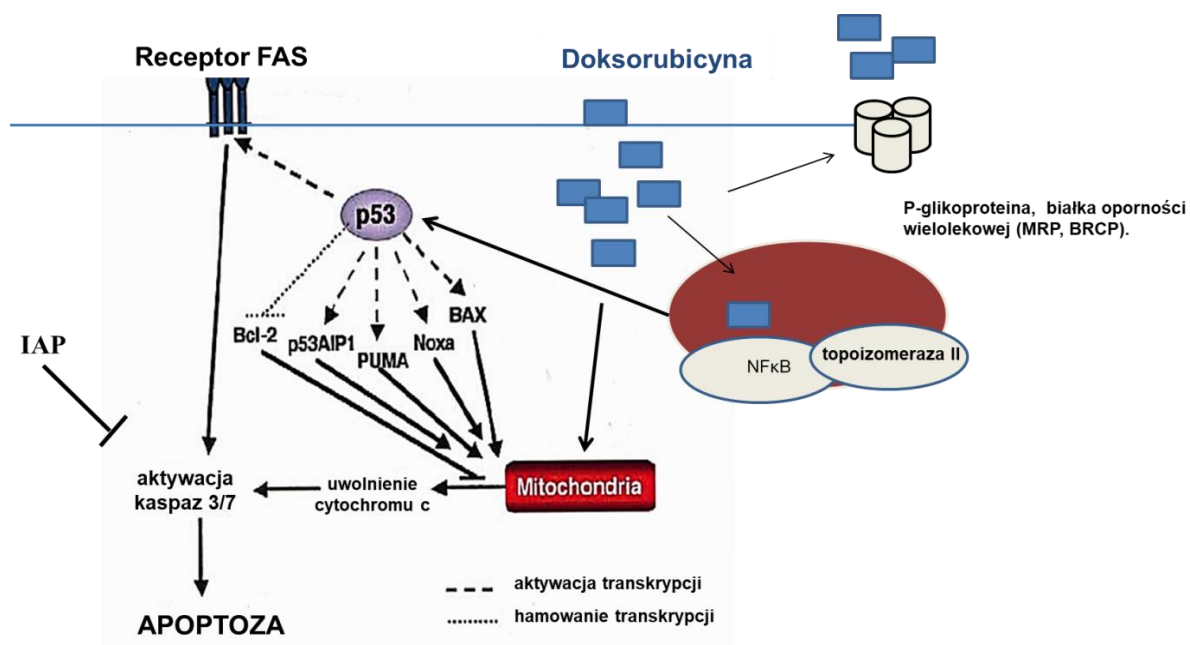 Receptor FAS
Doksorubicyna
P-glikoproteina, białka oporności
wielolekowej (MRP, BRCP).
p53
BAX
Bcl-2
p53AIP1
PUMA
Noxa
NFκB
topoizomeraza II
IAP
aktywacja
kaspaz 3/7
uwolnienie
cytochromu c
Mitochondria
aktywacja transkrypcji
hamowanie transkrypcji
APOPTOZA